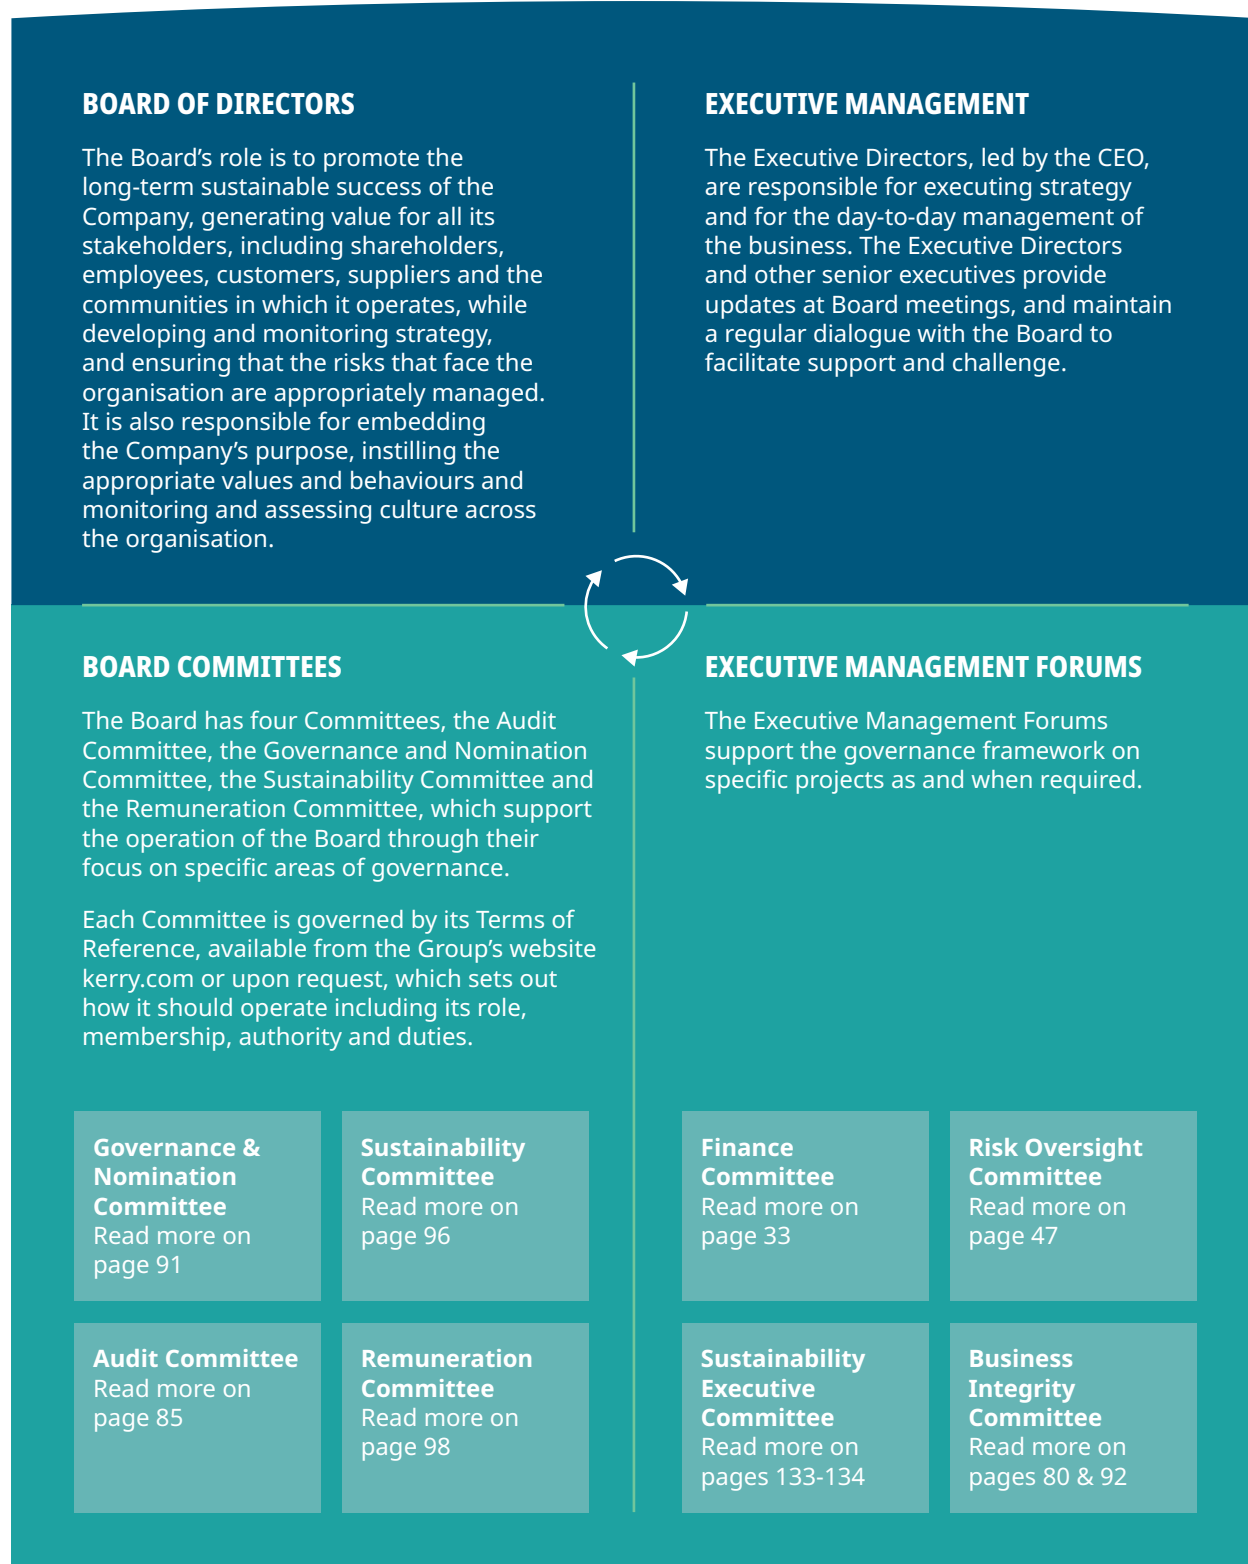 BOARD OF DIRECTORS
The Board’s role is to promote the
long-term sustainable success of the
Company, generating value for all its
stakeholders, including shareholders,
employees, customers, suppliers and the
communities in which it operates, while
developing and monitoring strategy,
and ensuring that the risks that face the
organisation are appropriately managed.
It is also responsible for embedding
the Company’s purpose, instilling the
appropriate values and behaviours and
monitoring and assessing culture across
the organisation.
EXECUTIVE MANAGEMENT
The Executive Directors, led by the CEO,
are responsible for executing strategy
and for the day-to-day management of
the business. The Executive Directors
and other senior executives provide
updates at Board meetings, and maintain
a regular dialogue with the Board to
facilitate support and challenge.
BOARD COMMITTEES
The Board has four Committees, the Audit
Committee, the Governance and Nomination
Committee, the Sustainability Committee and
the Remuneration Committee, which support
the operation of the Board through their
focus on specific areas of governance.
Each Committee is governed by its Terms of
Reference, available from the Group’s website
kerry.com or upon request, which sets out
how it should operate including its role,
membership, authority and duties.
Governance &
Nomination
Committee
Read more on
page 91
Sustainability
Committee
Read more on
page 96
Audit Committee
Read more on
page 85
Remuneration
Committee
Read more on
page 98
EXECUTIVE MANAGEMENT FORUMS
The Executive Management Forums
support the governance framework on
specific projects as and when required.
Finance
Committee
Read more on
page 33
Risk Oversight
Committee
Read more on
page 47
Sustainability
Executive
Committee
Read more on
pages 133-134
Business
Integrity
Committee
Read more on
pages 80 & 92